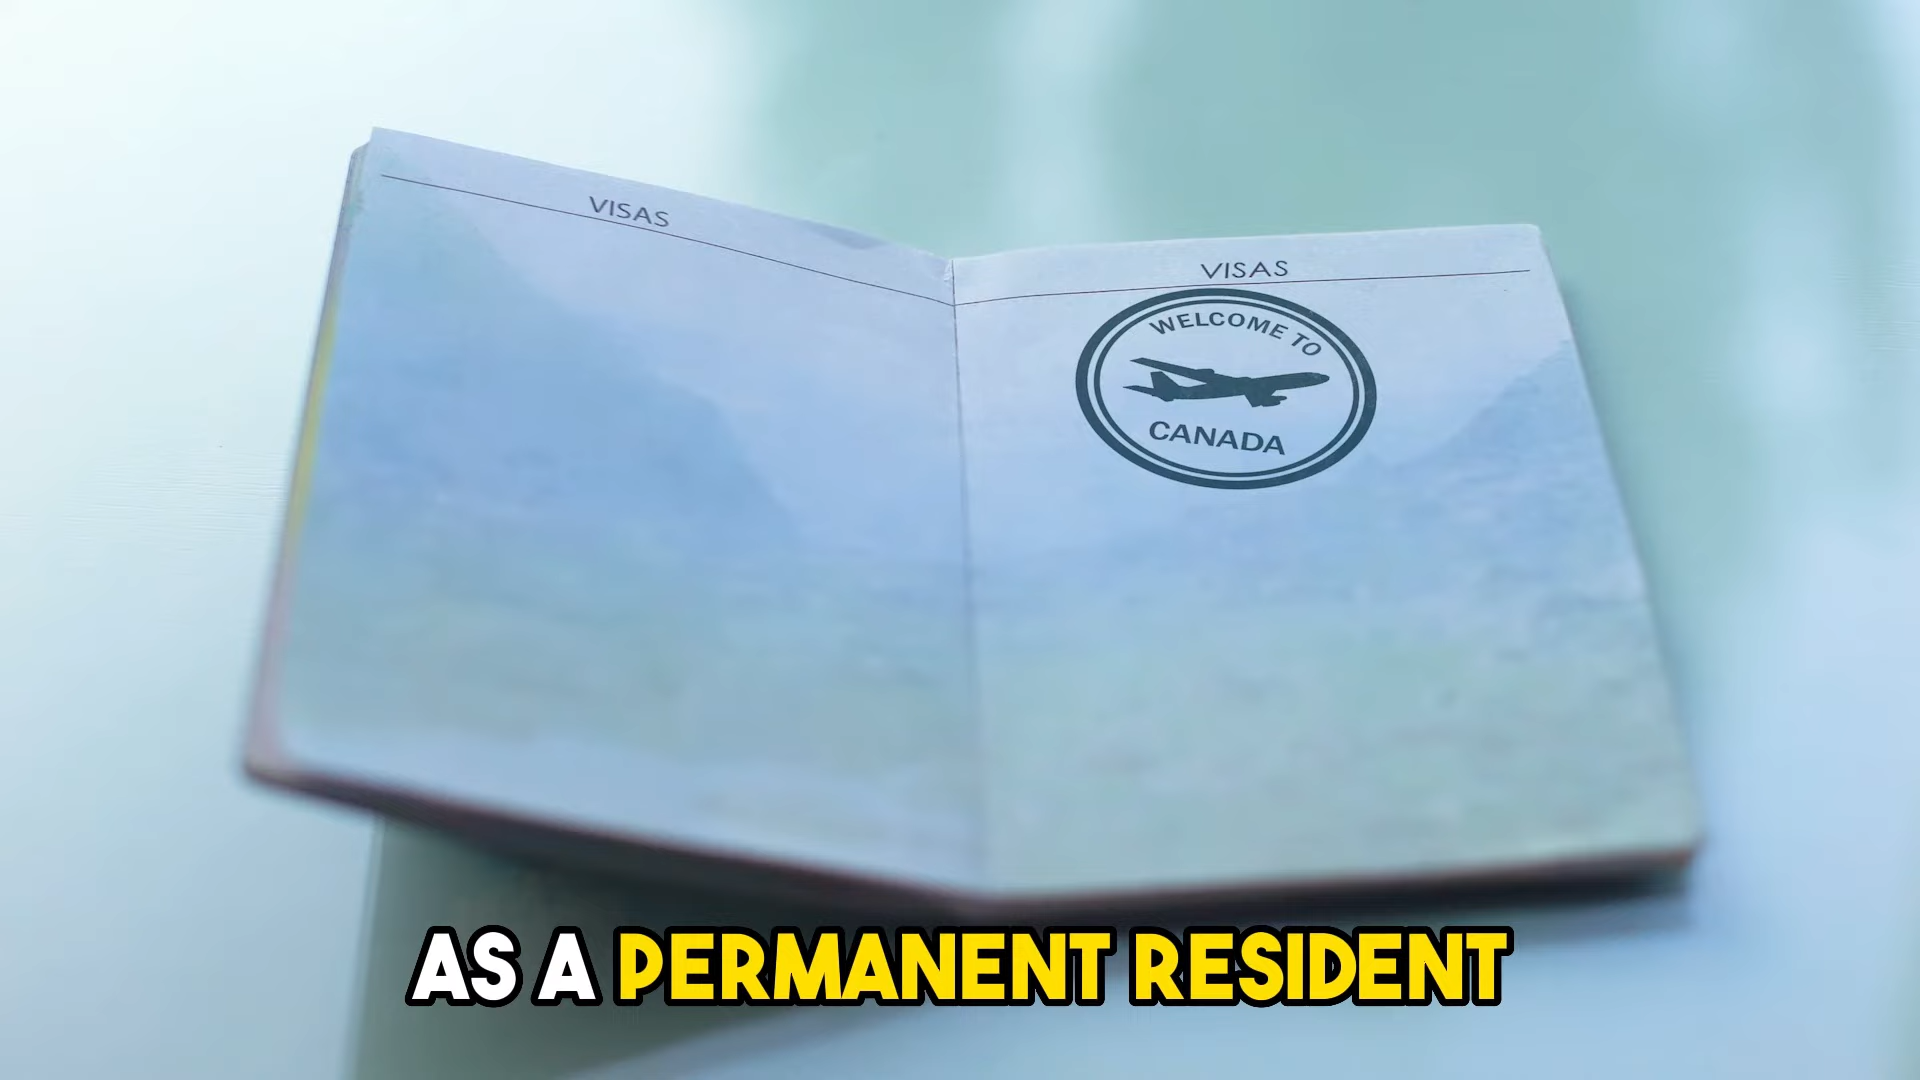 VISAS
VISAS
WELCOME TO
CANADA
AS A PERMANENT RESIDENT